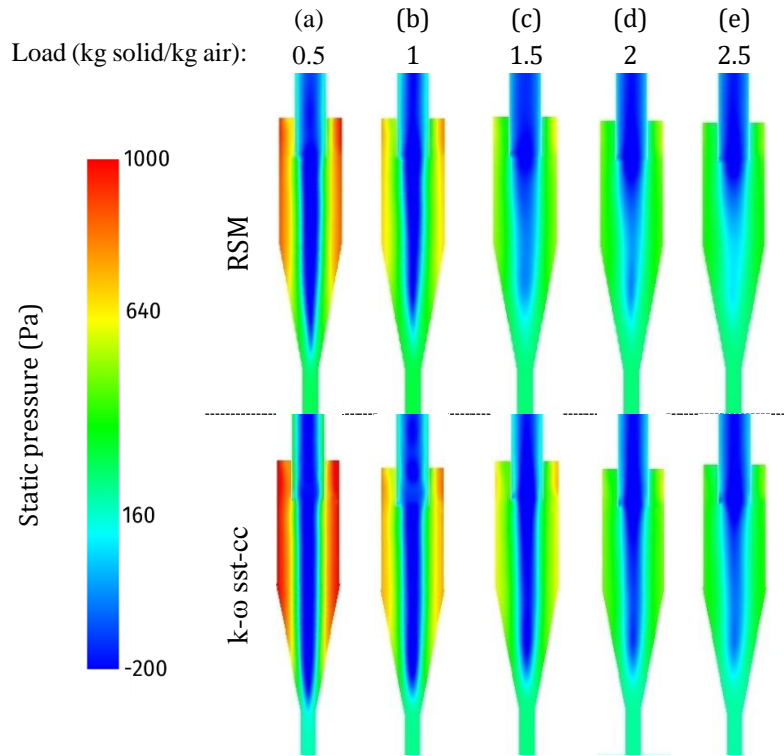 (a) (b) (c) (d) (e)
Load (kg solid/kg air): 0.5 1 1.5 2 2.5
1000
640
160
-200
Static pressure (Pa)
RSM
k-ω sst-cc